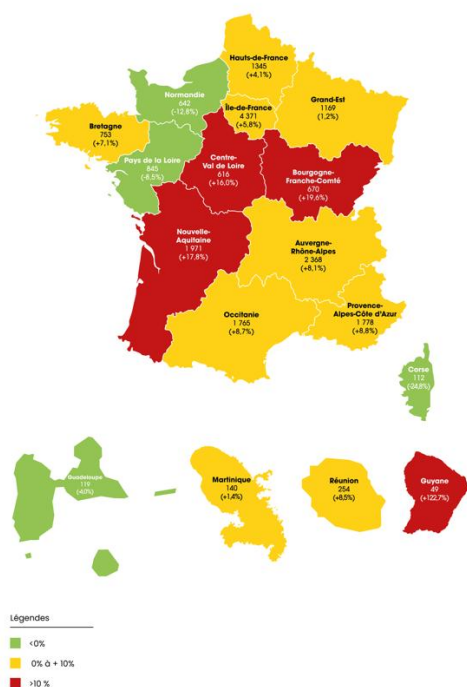 Hauts-de-France
1345
(+4,1%)
Normandie
642
(-12,8%)
Île-de-France
4 371
(+5,8%)
Grand-Est
1169
(1,2%)
Bretagne
753
(+7,1%)
Pays de la Loire
845
(-8,5%)
Centre-
Val de Loire
616
(+16,0%)
Bourgogne-
Franche-Comté
670
(+19,6%)
Nouvelle-
Aquitaine
1 971
(+17,8%)
Auvergne-
Rhône-Alpes
2 368
(+8,1%)
Occitanie
1 765
(+8,7%)
Provence-
Alpes-Côte d'Azur
1 778
(+8,8%)
Corse
112
(-24,8%)
Guadeloupe
119
Martinique
140
(+1,4%)
Réunion
254
(+8,5%)
Guyane
49
(+122,7%)
Légendes
<0%
0% à + 10%
>10 %